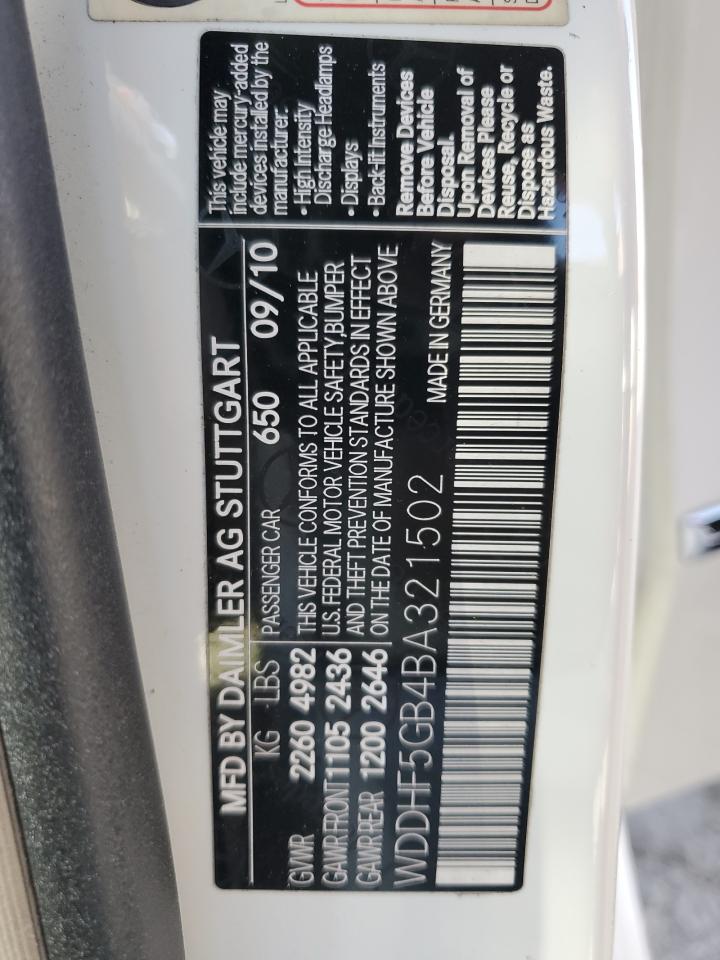 MFD BY DAIMLER AG STUTTGART
KG LBS PASSENGER CAR 650 09/10
GVWR 2260 4982
GAWR FRONT 1105 2436
GAWR REAR 1200 2646
THIS VEHICLE CONFORMS TO ALL APPLICABLE
U.S. FEDERAL MOTOR VEHICLE SAFETY, BUMPER
AND THEFT PREVENTION STANDARDS IN EFFECT
ON THE DATE OF MANUFACTURE SHOWN ABOVE
WDDHF5GB4BA321502
MADE IN GERMANY
This vehicle may
include mercury-added
devices installed by the
manufacturer:
• High Intensity
Discharge Headlamps
• Displays
• Back-lit Instruments
Remove Devices
Before Vehicle
Disposal.
Upon Removal of
Devices Please
Reuse, Recycle or
Dispose as
Hazardous Waste.